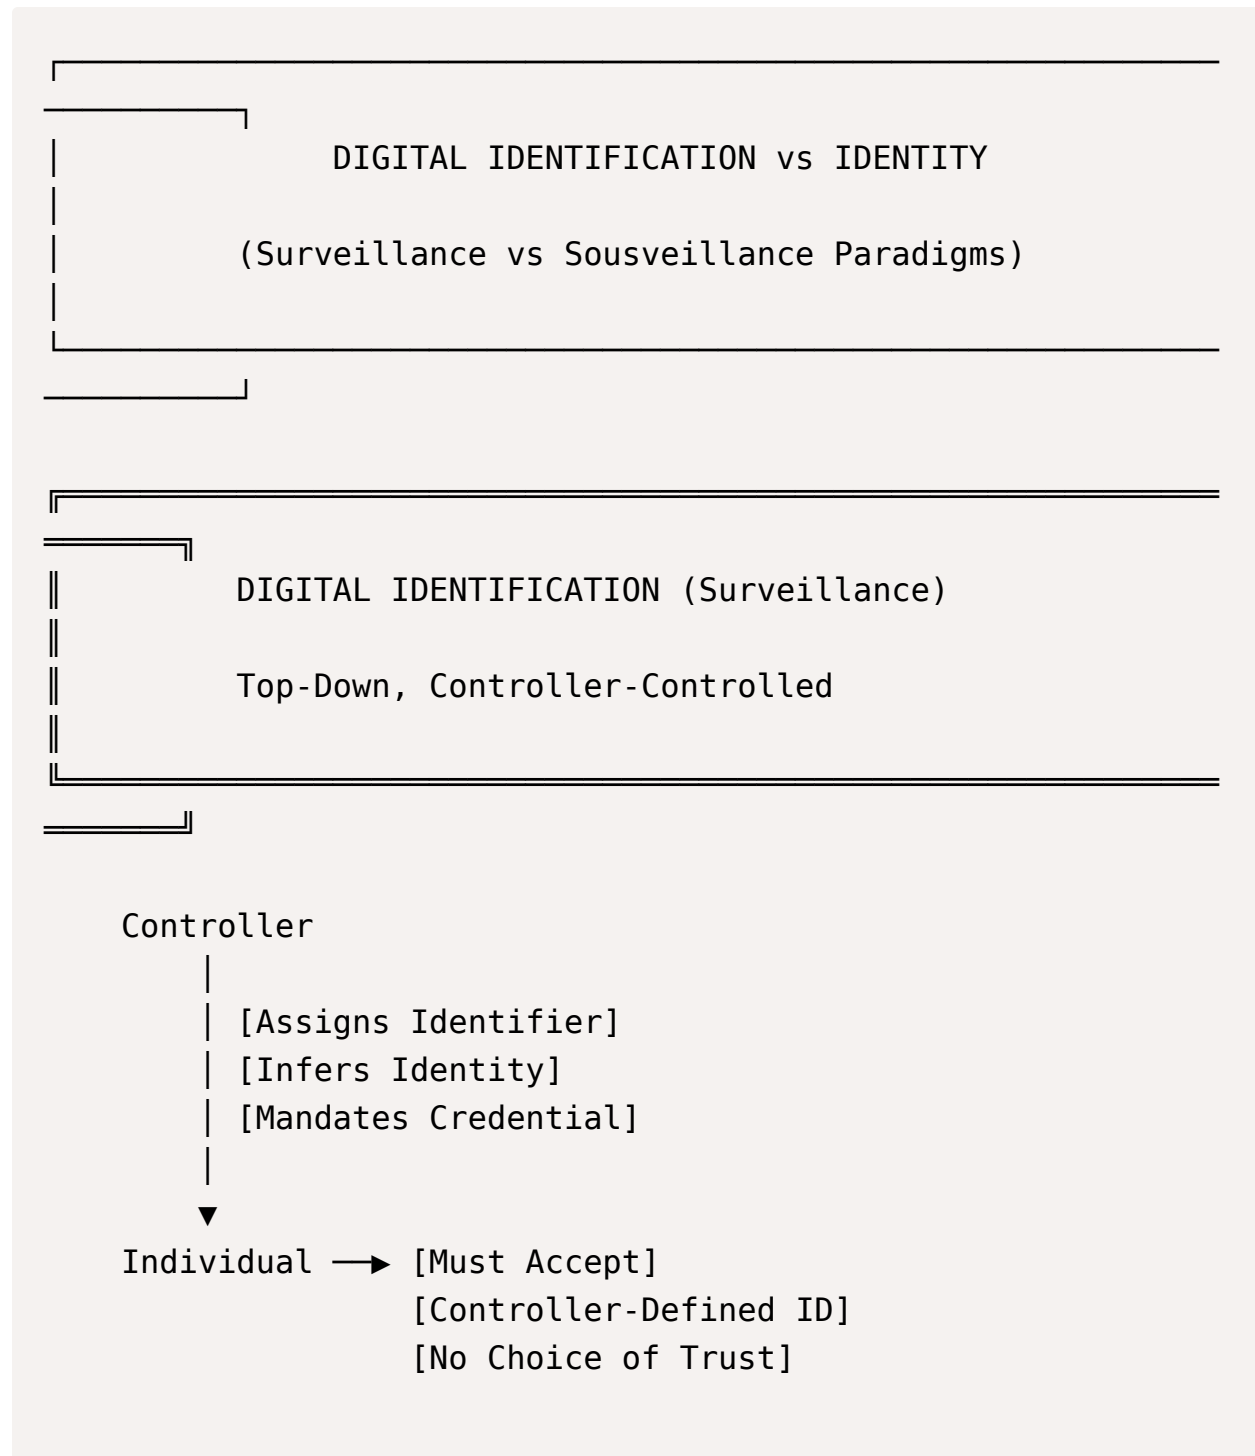 DIGITAL IDENTIFICATION vs IDENTITY
(Surveillance vs Sousveillance Paradigms)
DIGITAL IDENTIFICATION (Surveillance)
Top-Down, Controller-Controlled
Controller
[Assigns Identifier]
[Infers Identity]
[Mandates Credential]
Individual ──▶ [Must Accept]
[Controller-Defined ID]
[No Choice of Trust]